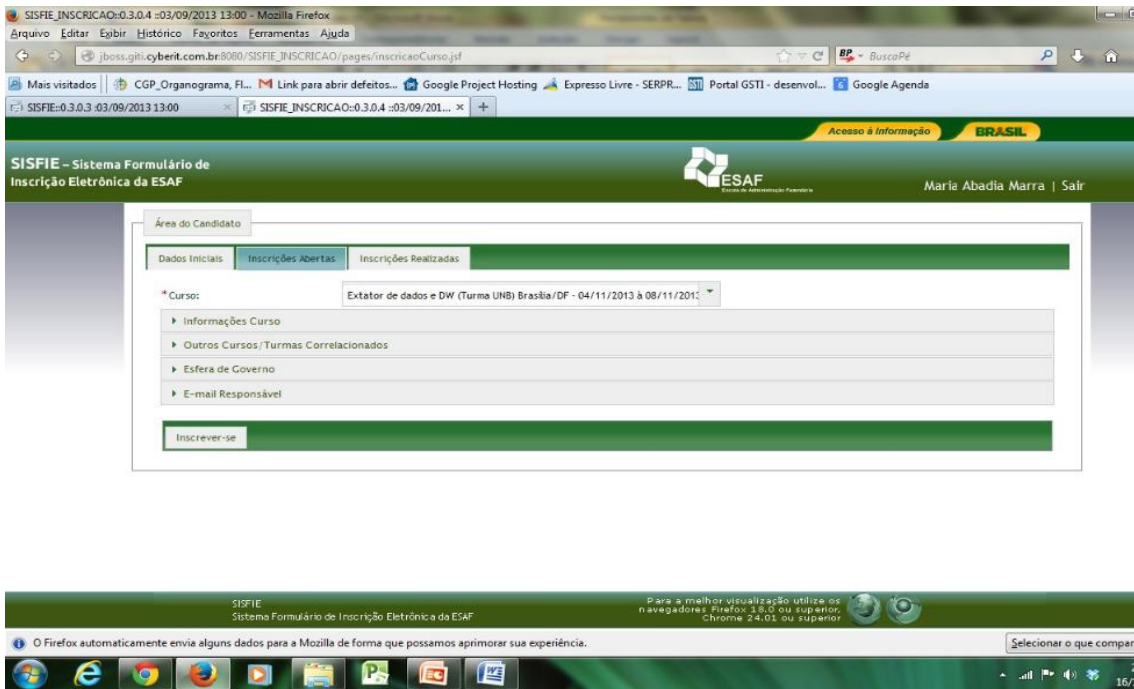 SISFIE_INSCRICAO::0.3.0.4 ::03/09/2013 13:00 - Mozilla Firefox
Arquivo Editar Exibir Histórico Favoritos Ferramentas Ajuda
jboss.giti.cyberit.com.br:8080/SISFIE_INSCRICAO/pages/inscricaoCurso.jsf
BP BuscaPé
Mais visitados CGP_Organograma, Fl... Link para abrir defeitos... Google Project Hosting Expresso Livre - SERPR... Portal GSTI - desenvol... Google Agenda
SISFIE::0.3.0.3 :03/09/2013 13:00 × SISFIE_INSCRICAO::0.3.0.4 ::03/09/201... × +
Acesso à Informação BRASIL
SISFIE – Sistema Formulário de
Inscrição Eletrônica da ESAF
ESAF
Escola de Administração Fazendária
Maria Abadia Marra | Sair
Área do Candidato
Dados Iniciais Inscrições Abertas Inscrições Realizadas
*Curso: Extator de dados e DW (Turma UNB) Brasília/DF - 04/11/2013 à 08/11/2013
Informações Curso
Outros Cursos/Turmas Correlacionados
Esfera de Governo
E-mail Responsável
Inscrever-se
SISFIE
Sistema Formulário de Inscrição Eletrônica da ESAF
Para a melhor visualização utilize os
navegadores Firefox 18.0 ou superior,
Chrome 24.01 ou superior
O Firefox automaticamente envia alguns dados para a Mozilla de forma que possamos aprimorar sua experiência.
Selecionar o que compar
16/